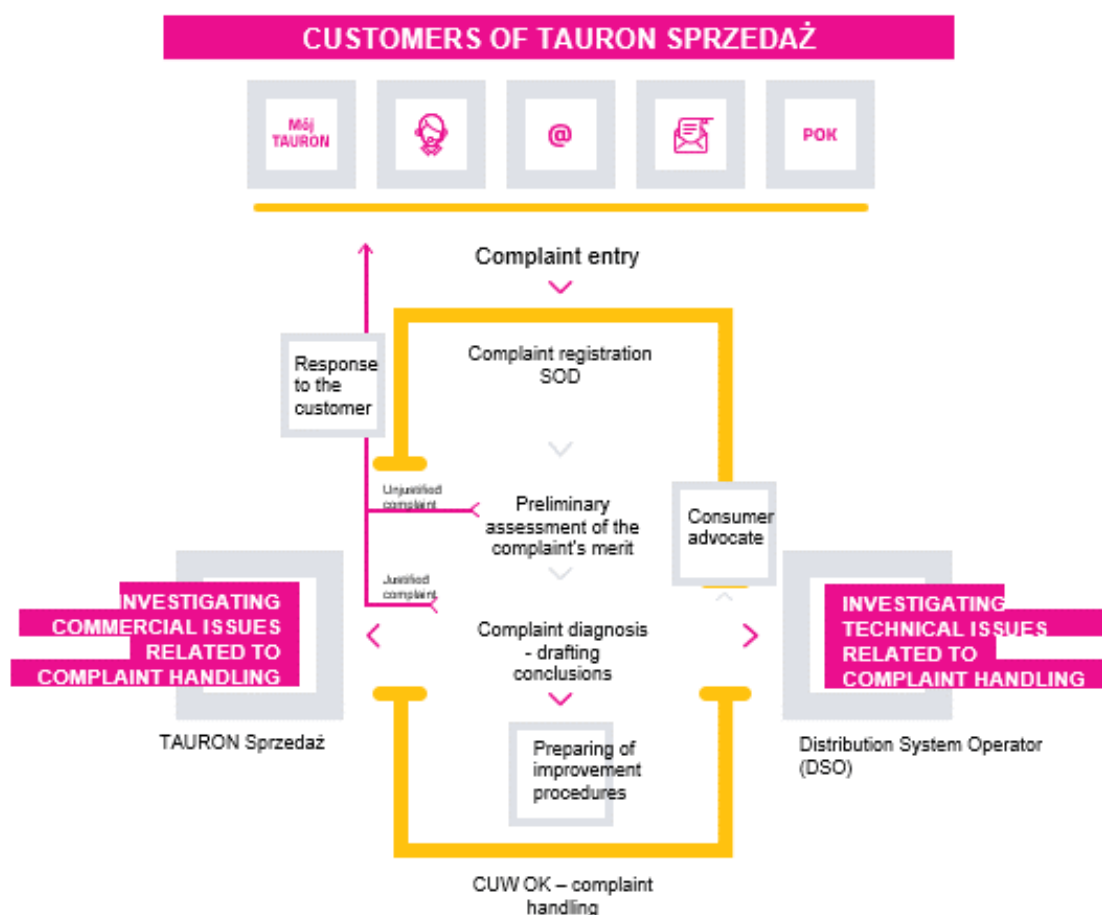 CUSTOMERS OF TAURON SPRZEDAŻ
Mój
TAURON
@
POK
Complaint entry
Complaint registration
SOD
Response
to the
customer
Unjustified
complaint
Preliminary
assessment of the
complaint's merit
Consumer
advocate
Justified
complaint
INVESTIGATING
COMMERCIAL ISSUES
RELATED TO
COMPLAINT HANDLING
Complaint diagnosis
- drafting
conclusions
INVESTIGATING
TECHNICAL ISSUES
RELATED TO
COMPLAINT HANDLING
TAURON Sprzedaż
Preparing of
improvement
procedures
Distribution System Operator
(DSO)
CUW OK – complaint
handling